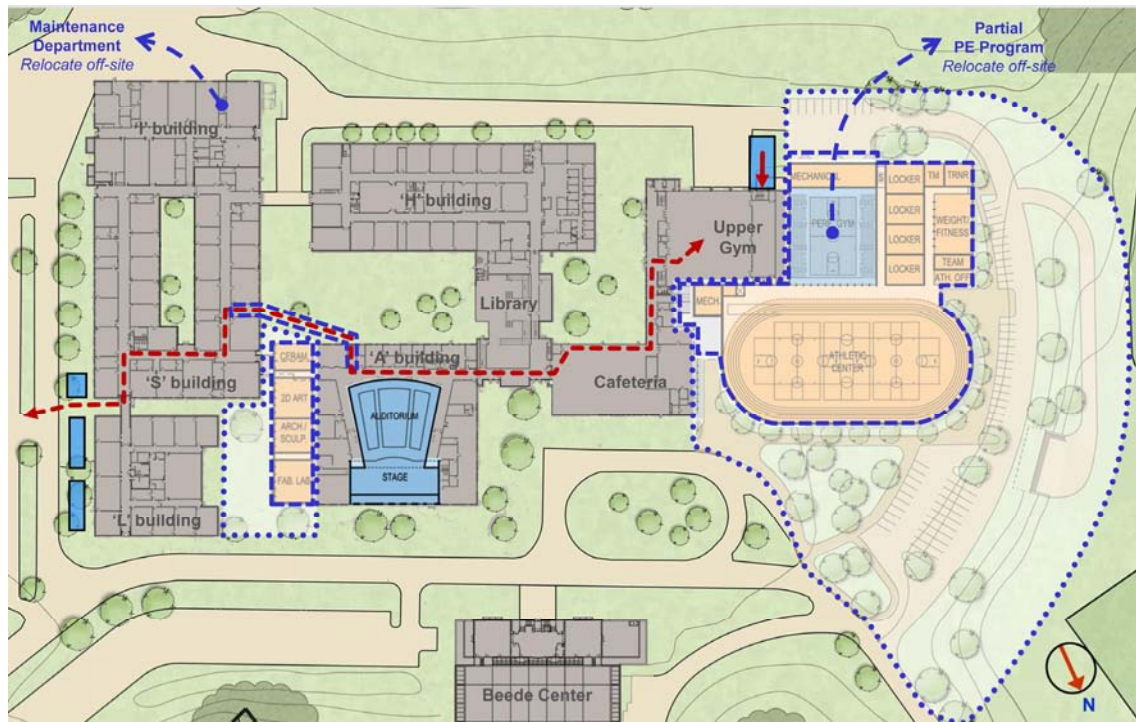 Maintenance
Department
Relocate off-site
Partial
PE Program
Relocate off-site
'I' building
'H' building
MECHANICAL
S
LOCKER
TM
TRNR
LOCKER
PERF GYM
WEIGHT/
FITNESS
Upper
Gym
LOCKER
LOCKER
TEAM
ATH. OFF
Library
MECH.
CERAM.
'A' building
'S' building
Cafeteria
ATHLETIC
CENTER
2D ART
AUDITORIUM
ARCH /
SCULP.
STAGE
FAB. LAB
'L' building
Beede Center
N